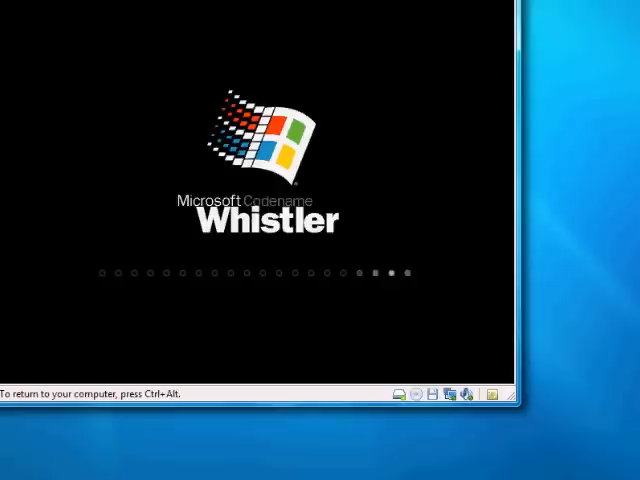 Microsoft Codename
Whistler
To return to your computer, press Ctrl+Alt.